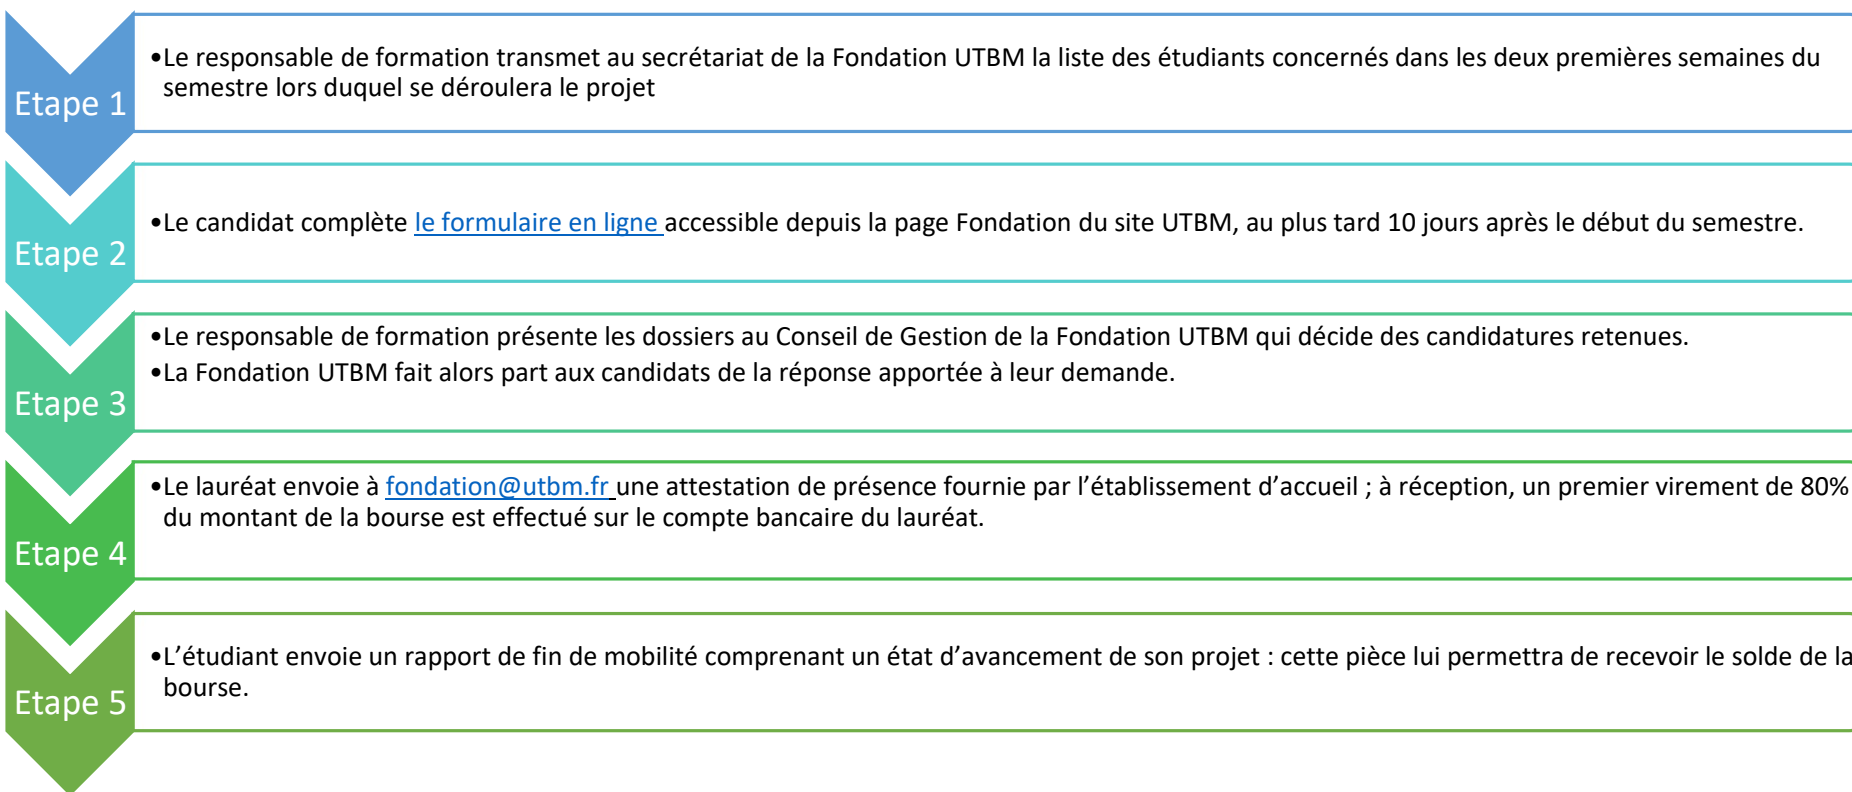 Etape 1
•Le responsable de formation transmet au secrétariat de la Fondation UTBM la liste des étudiants concernés dans les deux premières semaines du
semestre lors duquel se déroulera le projet
Etape 2
•Le candidat complète le formulaire en ligne accessible depuis la page Fondation du site UTBM, au plus tard 10 jours après le début du semestre.
Etape 3
•Le responsable de formation présente les dossiers au Conseil de Gestion de la Fondation UTBM qui décide des candidatures retenues.
•La Fondation UTBM fait alors part aux candidats de la réponse apportée à leur demande.
Etape 4
•Le lauréat envoie à fondation@utbm.fr une attestation de présence fournie par l’établissement d’accueil ; à réception, un premier virement de 80%
du montant de la bourse est effectué sur le compte bancaire du lauréat.
Etape 5
•L’étudiant envoie un rapport de fin de mobilité comprenant un état d’avancement de son projet : cette pièce lui permettra de recevoir le solde de la
bourse.